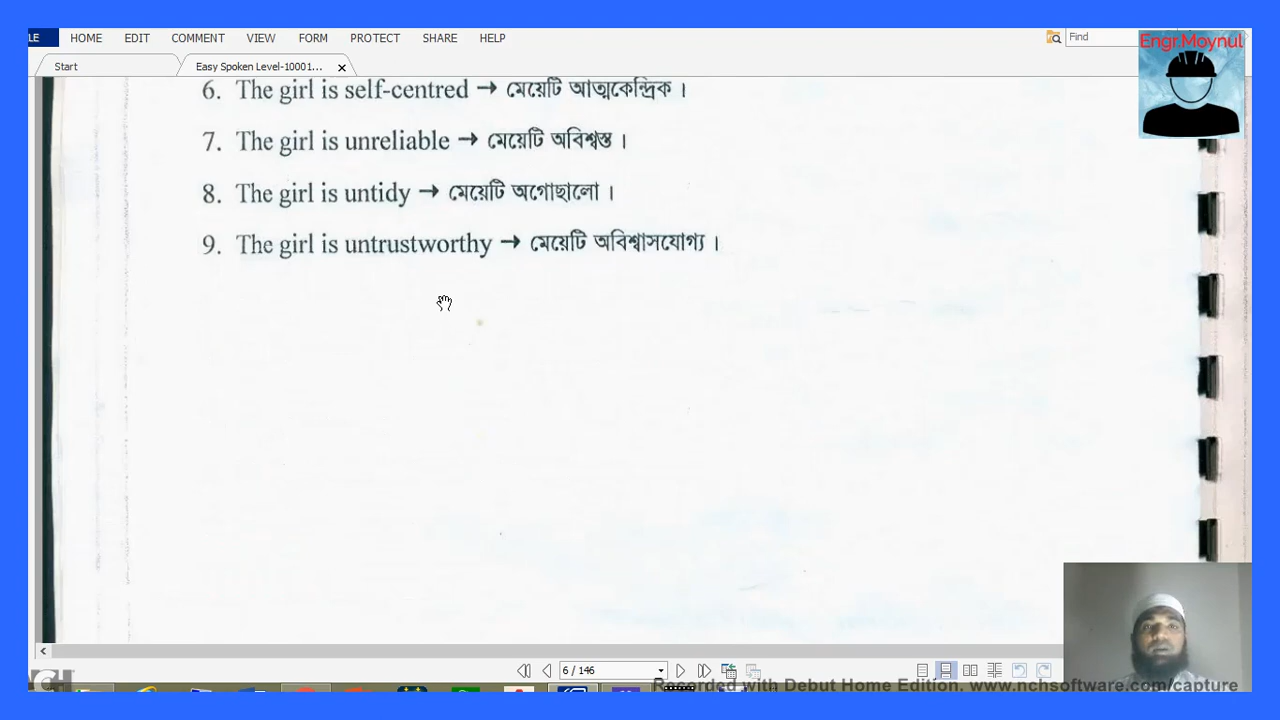 LE HOME EDIT COMMENT VIEW FORM PROTECT SHARE HELP Find
Engr.Moynul
Start Easy Spoken Level-10001... x
6. The girl is self-centred → মেয়েটি আত্মকেন্দ্রিক ।
7. The girl is unreliable → মেয়েটি অবিশ্বস্ত ।
8. The girl is untidy → মেয়েটি অগোছালো ।
9. The girl is untrustworthy → মেয়েটি অবিশ্বাসযোগ্য ।
6 / 146
Recorded with Debut Home Edition. www.nchsoftware.com/capture